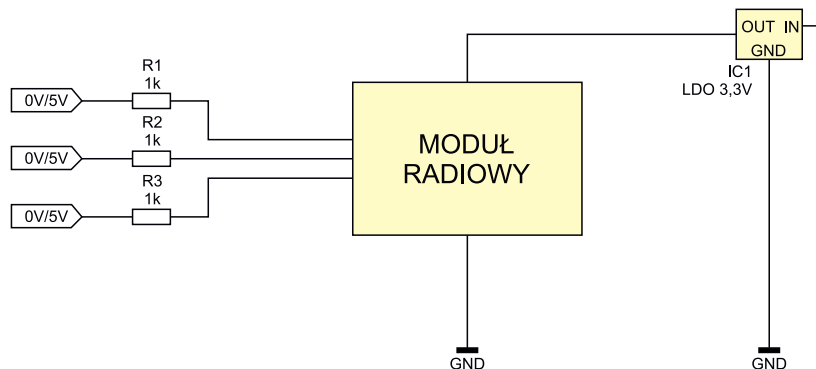 OUT IN
GND
IC1
LDO 3,3V
R1
1k
0V/5V
R2
1k
0V/5V
R3
1k
0V/5V
MODUŁ
RADIOWY
GND
GND